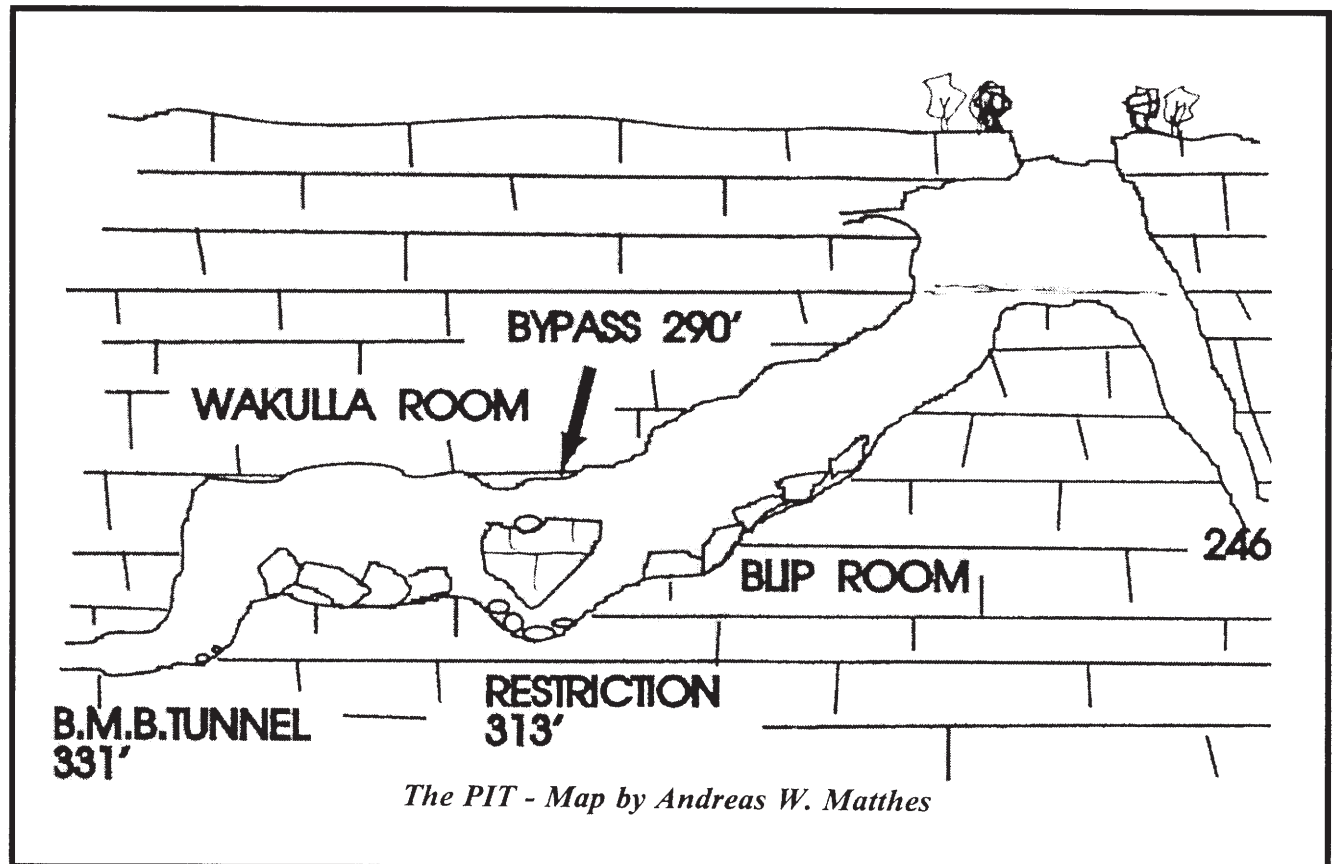 BYPASS 290'
WAKULLA ROOM
246
BLIP ROOM
RESTRICTION
313'
B.M.B.TUNNEL
331'
The PIT - Map by Andreas W. Matthes